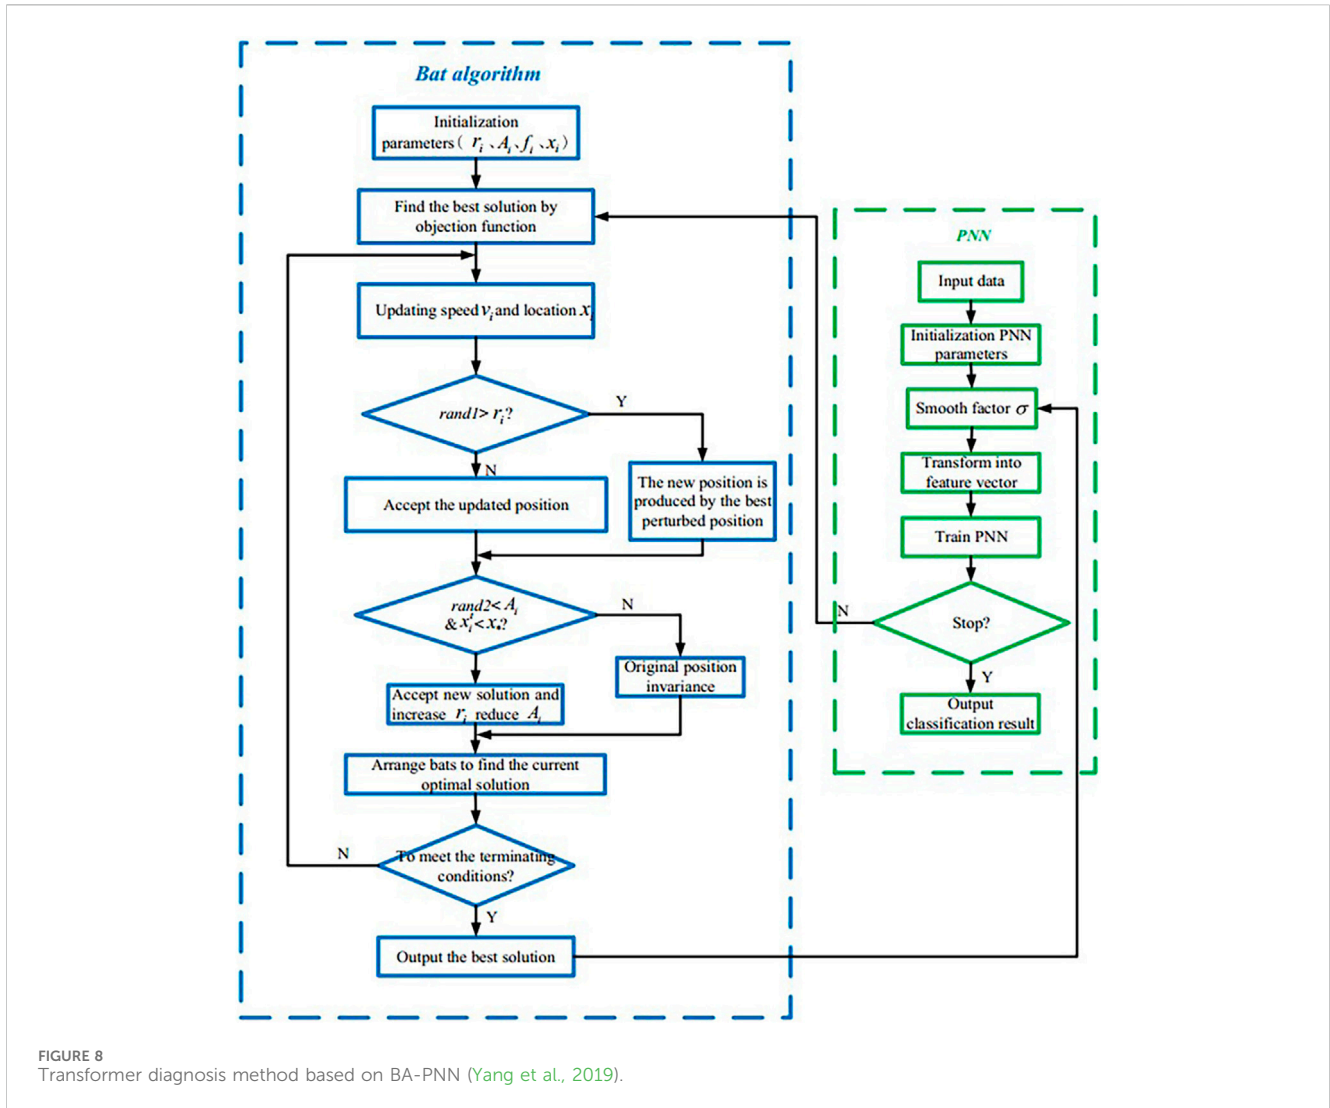 Bat algorithm
Initialization
parameters( rᵢ、Aᵢ、fᵢ、xᵢ)
Find the best solution by
objection function
Updating speed vᵢ and location xᵢ
rand1> rᵢ?
Y
N
Accept the updated position
The new position is
produced by the best
perturbed position
rand2< Aᵢ
& xᵢᵗ< x*?
N
Original position
invariance
Accept new solution and
increase rᵢ reduce Aᵢ
Arrange bats to find the current
optimal solution
To meet the terminating
conditions?
N
Y
Output the best solution
PNN
Input data
Initialization PNN
parameters
Smooth factor σ
Transform into
feature vector
Train PNN
Stop?
N
Y
Output
classification result
FIGURE 8
Transformer diagnosis method based on BA-PNN (Yang et al., 2019).